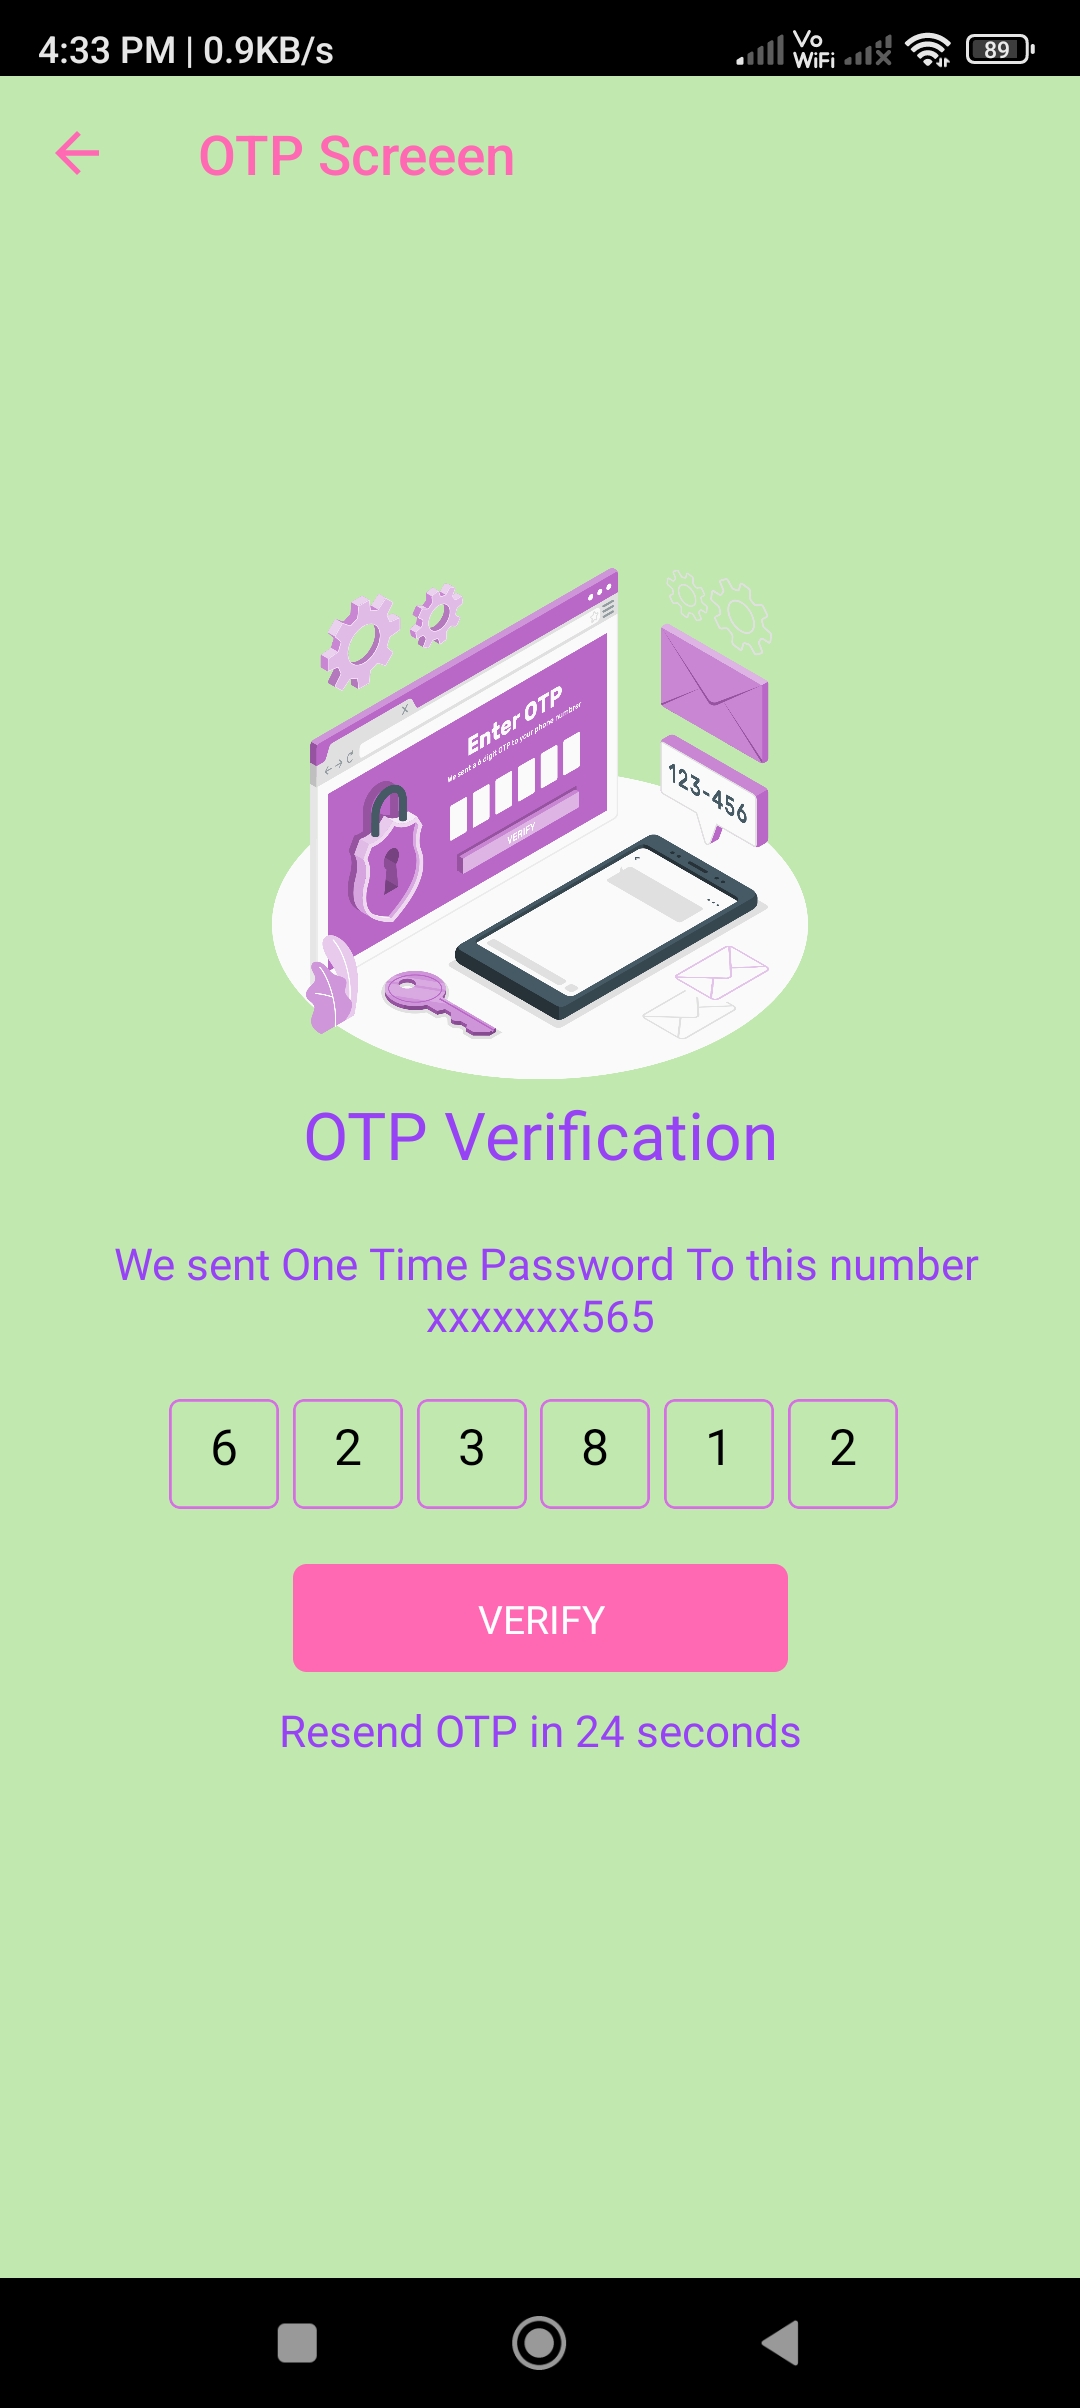 4:33 PM | 0.9KB/s
Vo
WiFi
89
OTP Screeen
Enter OTP
We sent a 6 digit OTP to your phone number
VERIFY
123-456
OTP Verification
We sent One Time Password To this number
xxxxxxx565
6 2 3 8 1 2
VERIFY
Resend OTP in 24 seconds